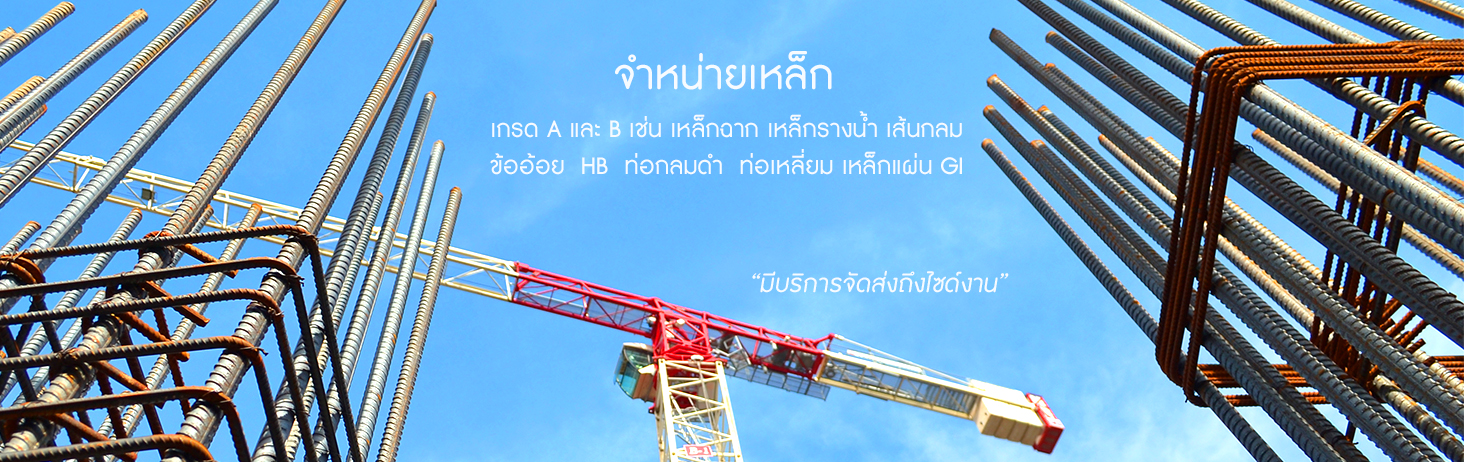 จำหน่ายเหล็ก
เกรด A และ B เช่น เหล็กฉาก เหล็กรางน้ำ เส้นกลม
ข้ออ้อย HB ท่อกลมดำ ท่อเหลี่ยม เหล็กแผ่น GI
“มีบริการจัดส่งถึงไซด์งาน”